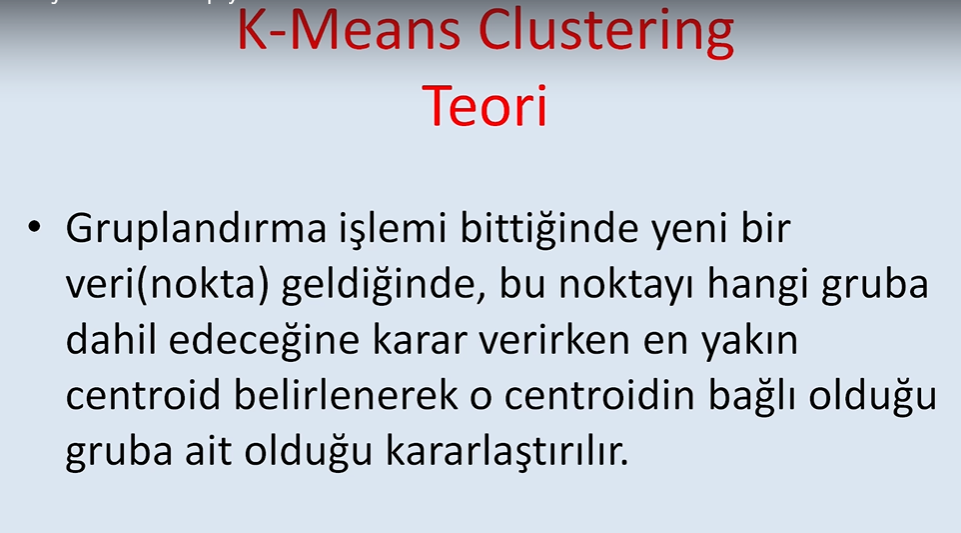 K-Means Clustering
Teori
• Gruplandırma işlemi bittiğinde yeni bir
veri(nokta) geldiğinde, bu noktayı hangi gruba
dahil edeceğine karar verirken en yakın
centroid belirlenerek o centroidin bağlı olduğu
gruba ait olduğu kararlaştırılır.